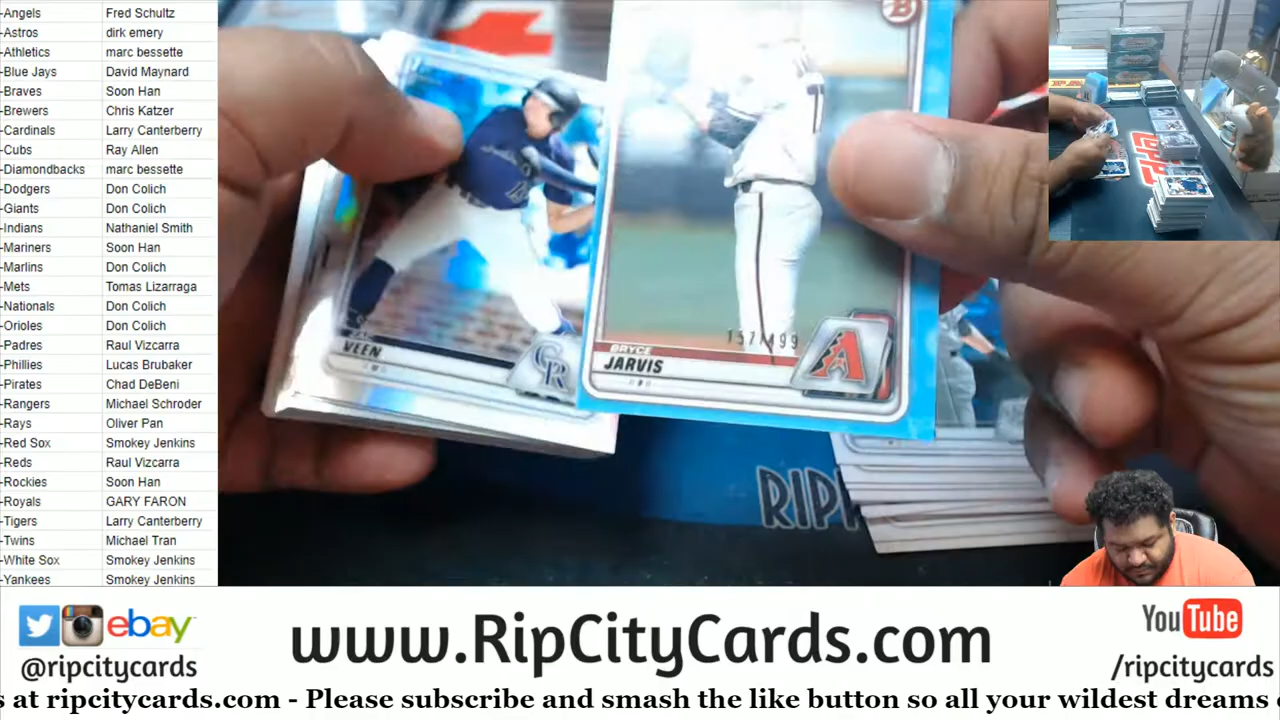 -Angels Fred Schultz
-Astros dirk emery
-Athletics marc bessette
-Blue Jays David Maynard
-Braves Soon Han
-Brewers Chris Katzer
-Cardinals Larry Canterberry
-Cubs Ray Allen
-Diamondbacks marc bessette
-Dodgers Don Colich
-Giants Don Colich
-Indians Nathaniel Smith
-Mariners Soon Han
-Marlins Don Colich
-Mets Tomas Lizarraga
-Nationals Don Colich
-Orioles Don Colich
-Padres Raul Vizcarra
-Phillies Lucas Brubaker
-Pirates Chad DeBeni
-Rangers Michael Schroder
-Rays Oliver Pan
-Red Sox Smokey Jenkins
-Reds Raul Vizcarra
-Rockies Soon Han
-Royals GARY FARON
-Tigers Larry Canterberry
-Twins Michael Tran
-White Sox Smokey Jenkins
-Yankees Smokey Jenkins
B
VEEN
CR
BRYCE
JARVIS
A
RIP
ebay
@ripcitycards
www.RipCityCards.com
YouTube
/ripcitycards
s at ripcitycards.com - Please subscribe and smash the like button so all your wildest dreams